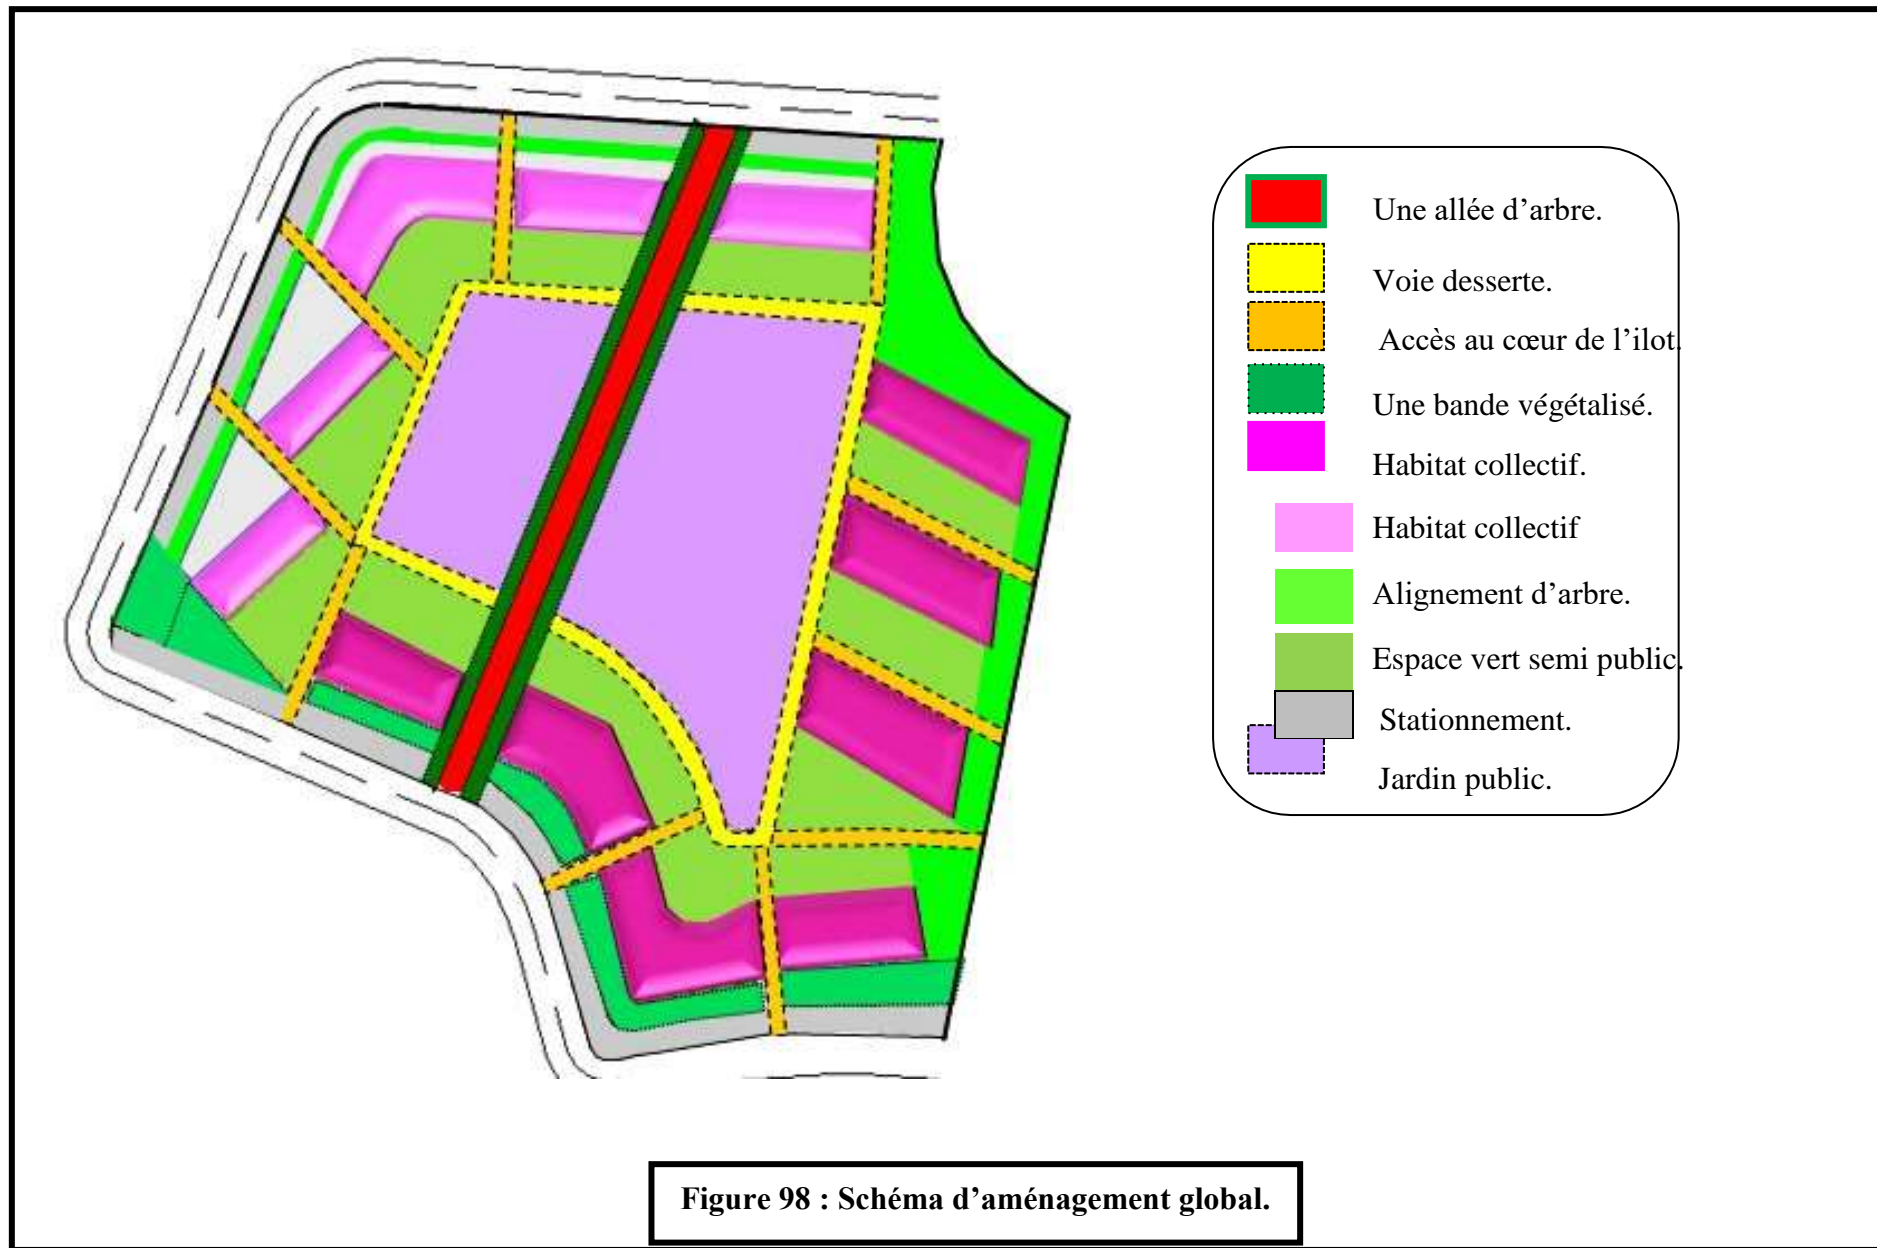 Une allée d’arbre.
Voie desserte.
Accès au cœur de l’ilot.
Une bande végétalisé.
Habitat collectif.
Habitat collectif
Alignement d’arbre.
Espace vert semi public.
Stationnement.
Jardin public.
Figure 98 : Schéma d’aménagement global.